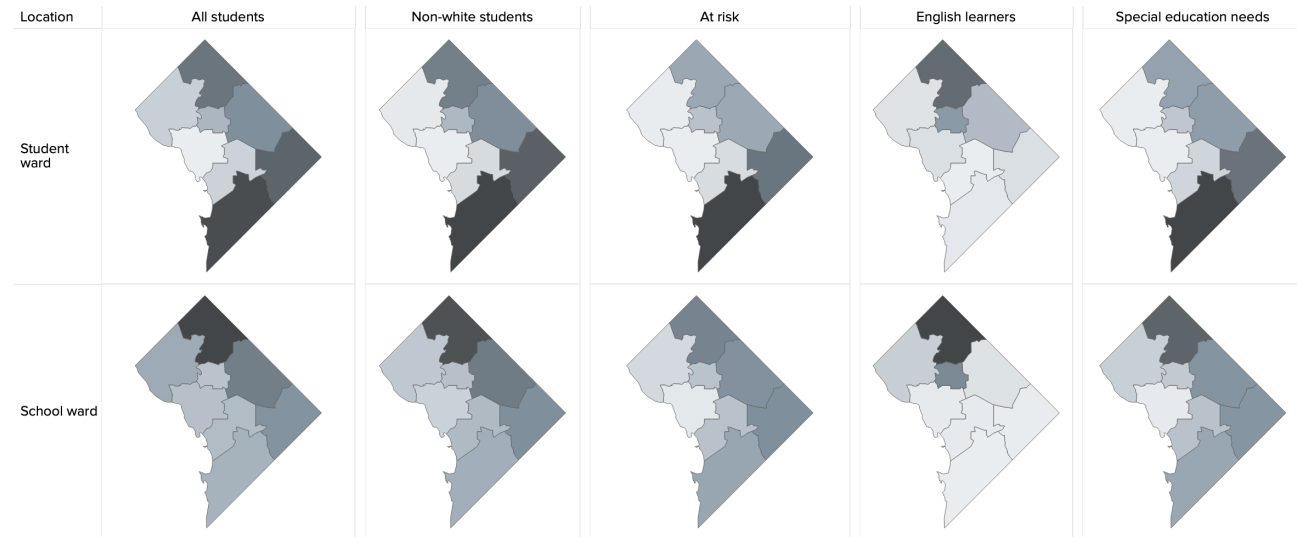 Location
All students
Non-white students
At risk
English learners
Special education needs
Student
ward
School ward